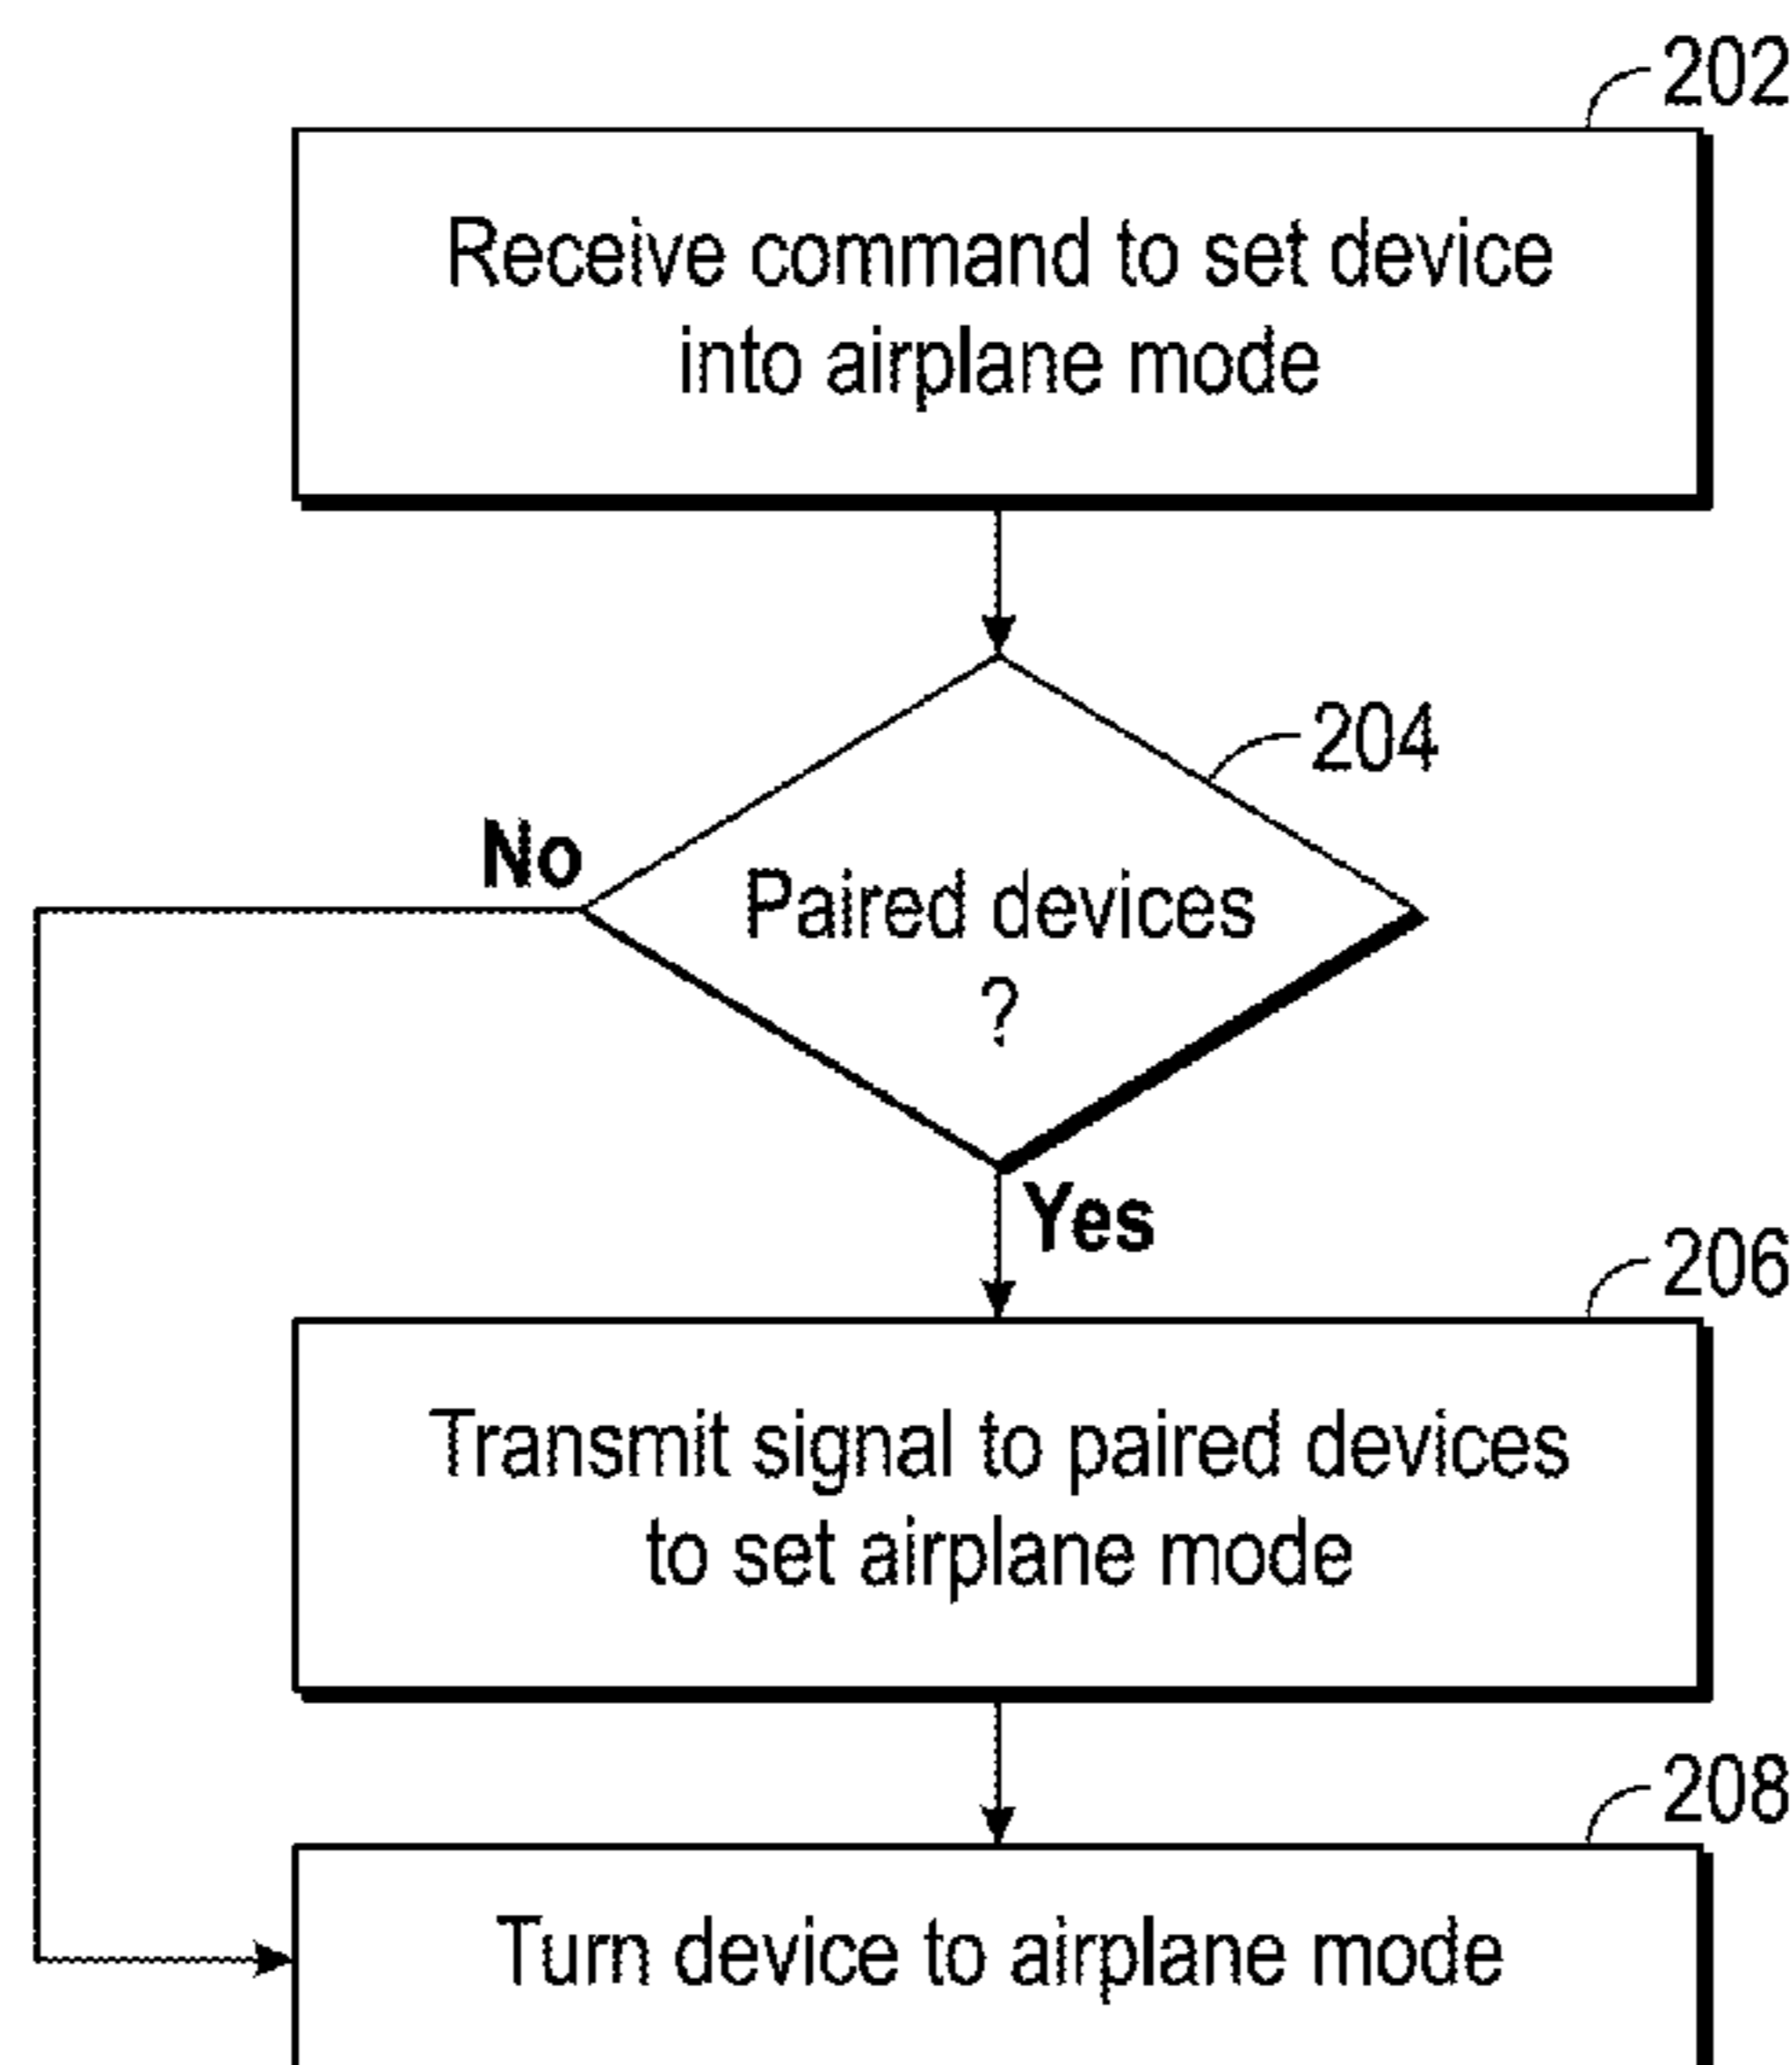 202
Receive command to set device
into airplane mode
204
No
Paired devices
?
Yes
206
Transmit signal to paired devices
to set airplane mode
208
Turn device to airplane mode